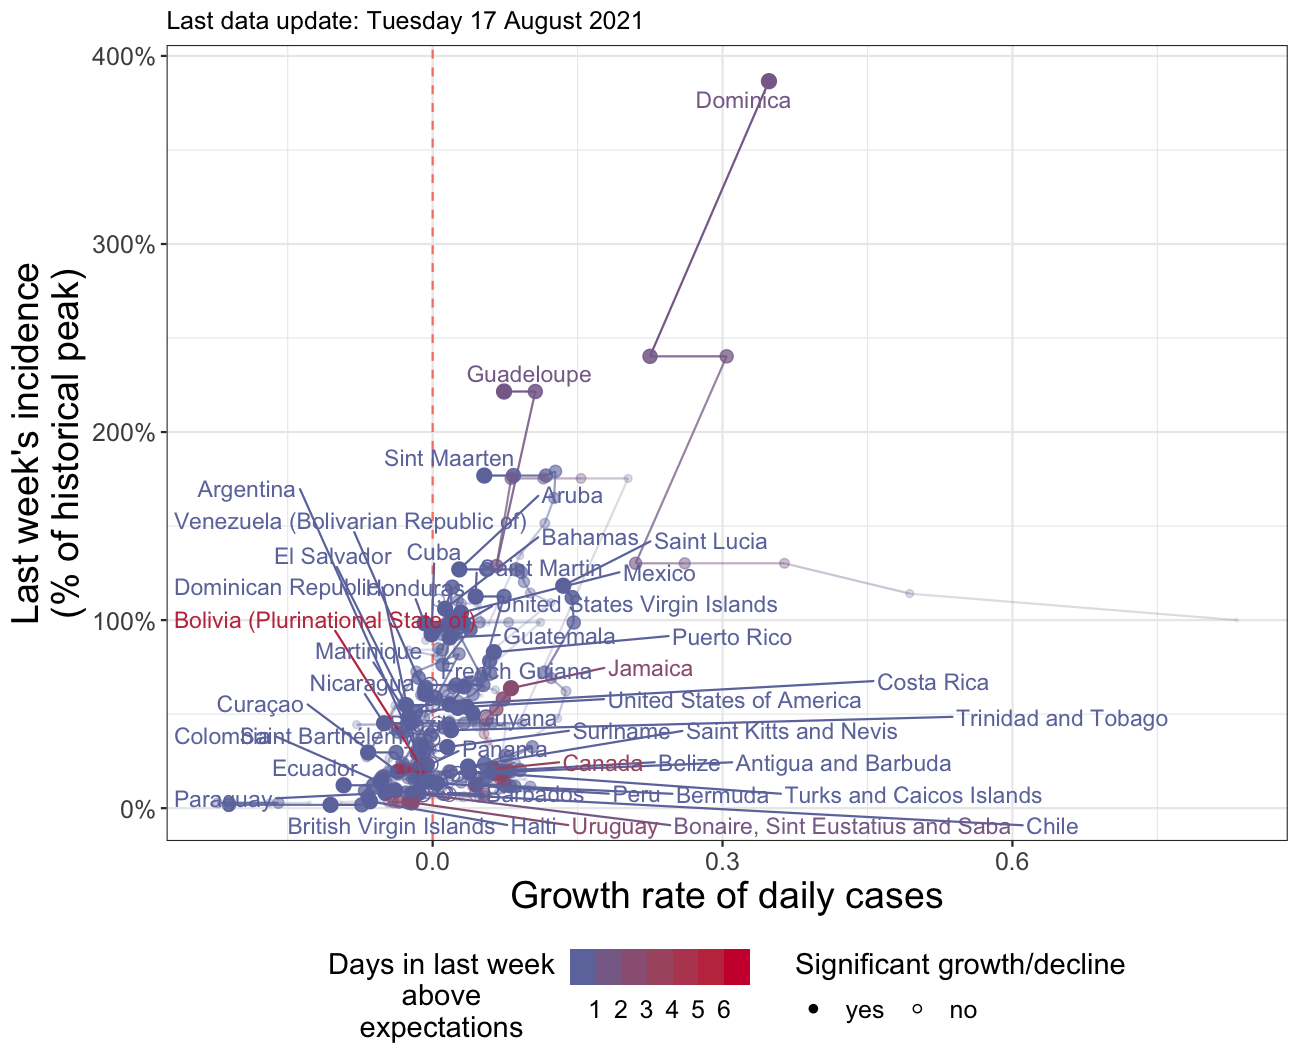 Last data update: Tuesday 17 August 2021
400%
300%
200%
100%
0%
Last week's incidence
(% of historical peak)
Dominica
Guadeloupe
Sint Maarten
Argentina
Aruba
Venezuela (Bolivarian Republic of)
Bahamas
Saint Lucia
Cuba
El Salvador
Saint Martin
Mexico
Dominican Republic
Honduras
United States Virgin Islands
Bolivia (Plurinational State of)
Guatemala
Puerto Rico
Martinique
French Guiana
Jamaica
Nicaragua
Costa Rica
Curaçao
United States of America
Guyana
Trinidad and Tobago
Colombia
Saint Barthélemy
Suriname
Saint Kitts and Nevis
Panama
Ecuador
Canada
Belize
Antigua and Barbuda
Paraguay
Barbados
Peru
Bermuda
Turks and Caicos Islands
British Virgin Islands
Haiti
Uruguay
Bonaire, Sint Eustatius and Saba
Chile
0.0
0.3
0.6
Growth rate of daily cases
Days in last week
above
expectations
1 2 3 4 5 6
Significant growth/decline
yes
no